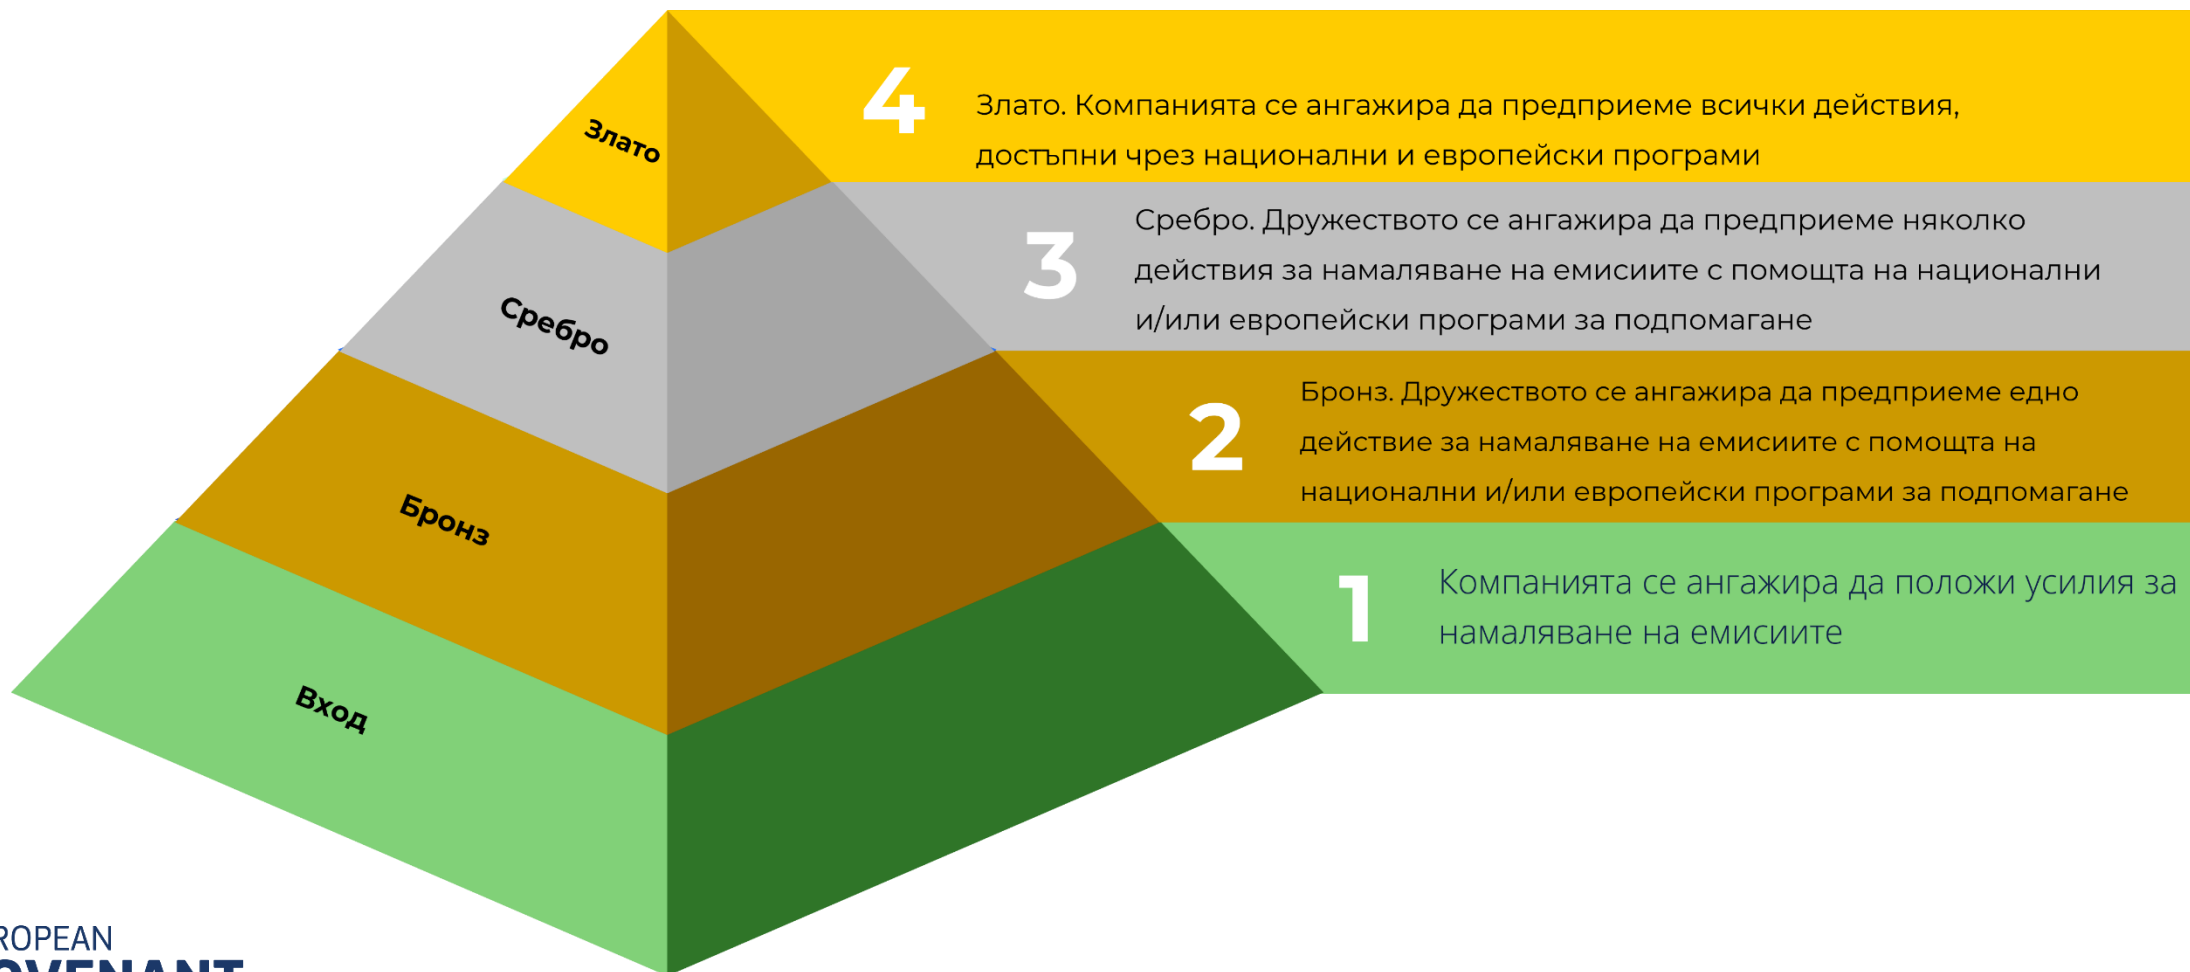 Злато
4
Злато. Компанията се ангажира да предприеме всички действия,
достъпни чрез национални и европейски програми
Сребро
3
Сребро. Дружеството се ангажира да предприеме няколко
действия за намаляване на емисиите с помощта на национални
и/или европейски програми за подпомагане
Бронз
2
Бронз. Дружеството се ангажира да предприеме едно
действие за намаляване на емисиите с помощта на
национални и/или европейски програми за подпомагане
Вход
1
Компанията се ангажира да положи усилия за
намаляване на емисиите
ROPEAN
OVENANT